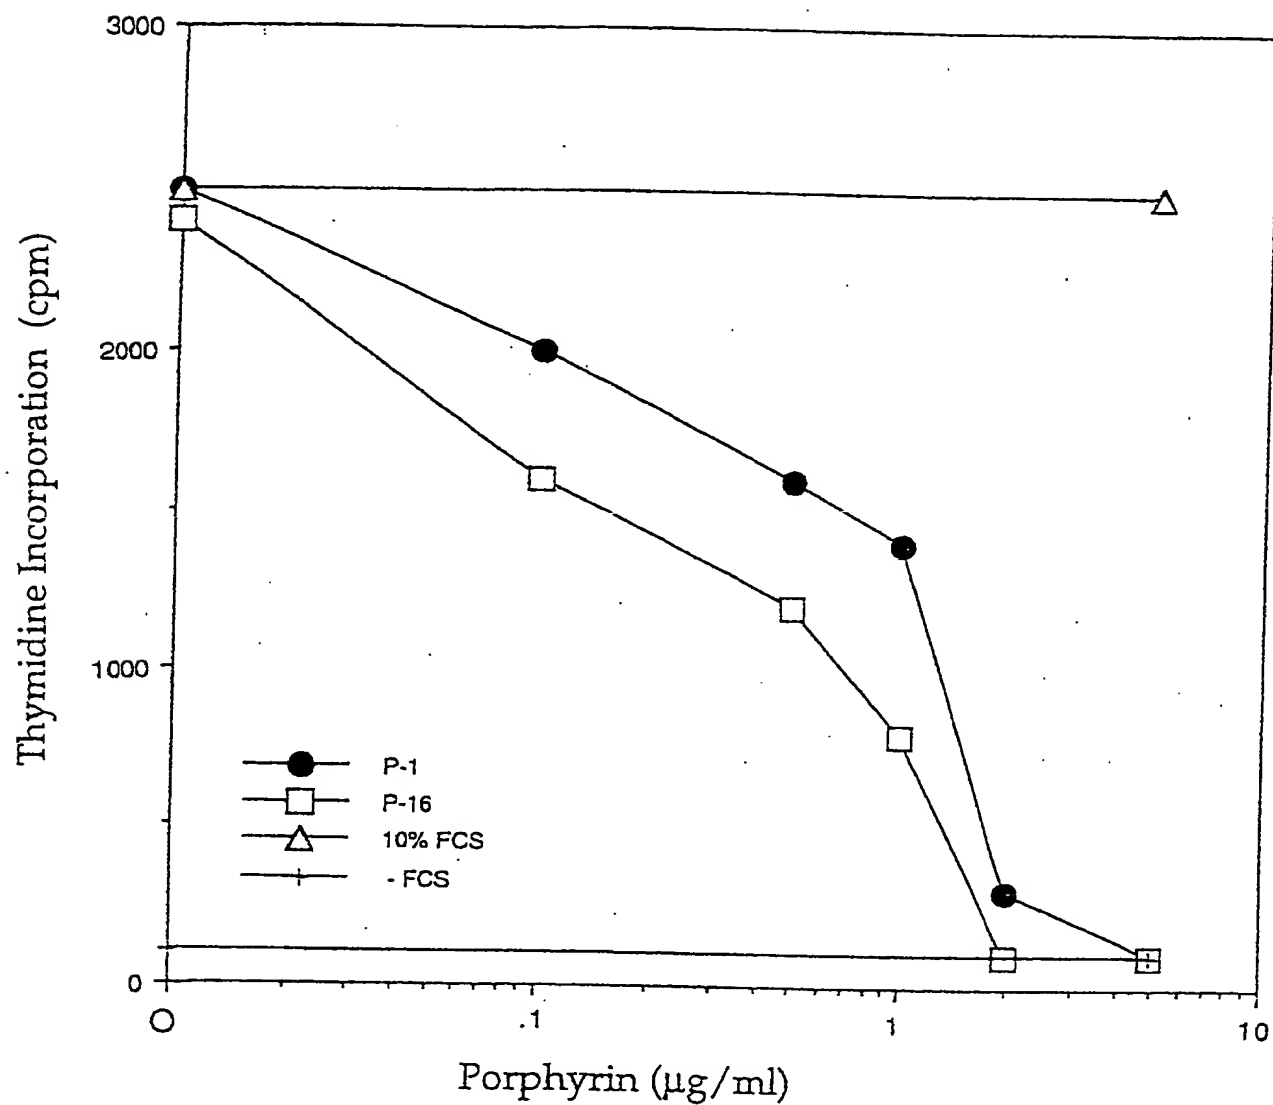 3000
2000
1000
0
Thymidine Incorporation (cpm)
P-1
P-16
10% FCS
- FCS
O
.1
1
10
Porphyrin (µg/ml)